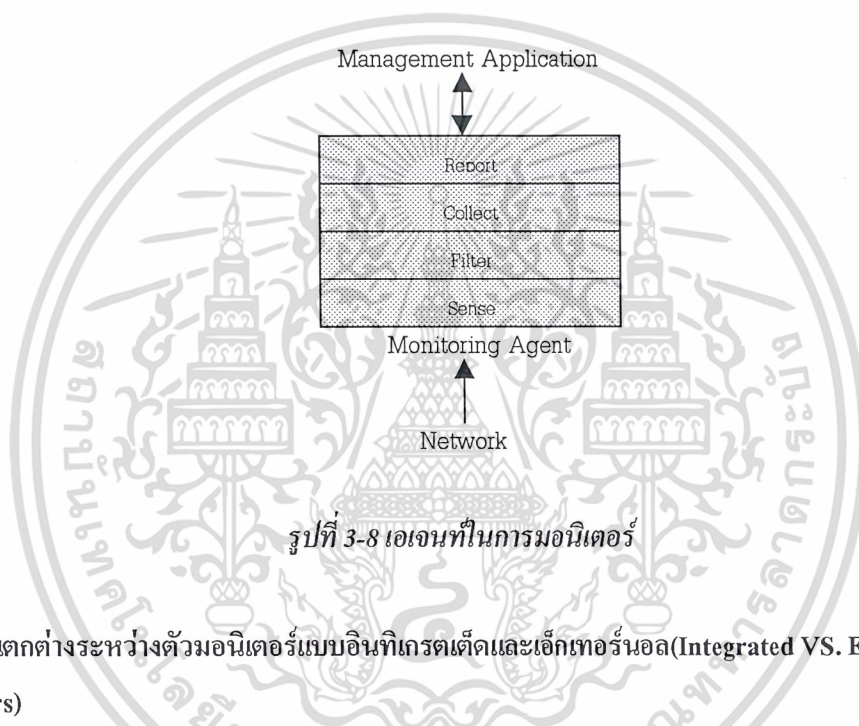 Management Application
Report
Collect
Filter
Sense
Monitoring Agent
Network
รูปที่ 3-8 เอเจนท์ในการมอนิเตอร์
แตกต่างระหว่างตัวมอนิเตอร์แบบอินทิเกรตเต็ดและเอ็กเทอร์นอล(Integrated VS. E
rs)